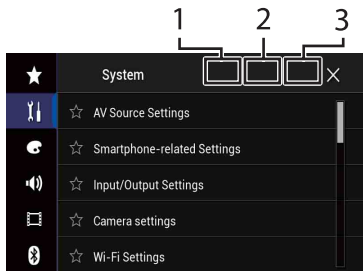 1 2 3
System
AV Source Settings
Smartphone-related Settings
Input/Output Settings
Camera settings
Wi-Fi Settings